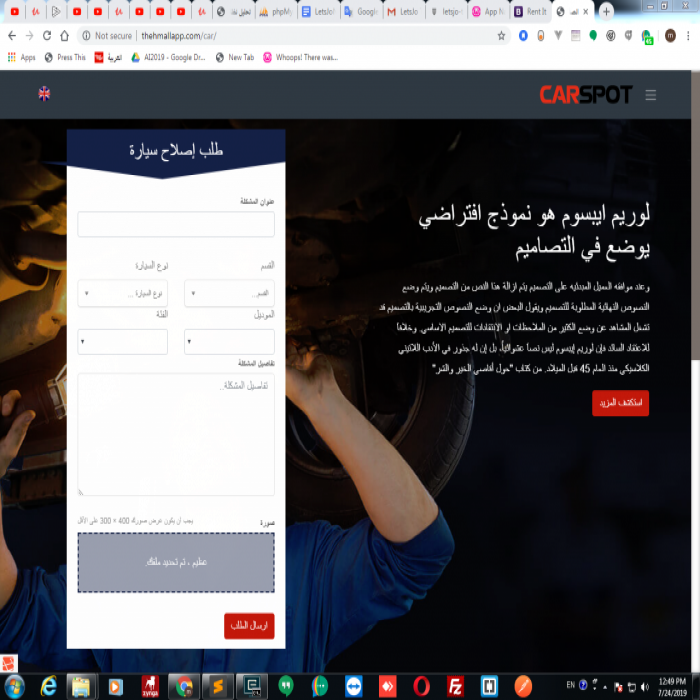 تحليل نقاط
phpMy
LetsJo
Google
LetsJo
letsjo-
App N
Rent It
Not secure | thehmallapp.com/car/
Apps
Press This
العربية
AI2019 - Google Dr...
New Tab
Whoops! There was...
CARSPOT
طلب إصلاح سيارة
عنوان المشكلة
القسم
نوع السيارة
القسم...
نوع السيارة ...
الموديل
الفئة
تفاصيل المشكلة
تفاصيل المشكلة...
صورة
يجب أن يكون عرض صورك 400 × 300 على الأقل
عظيم ، تم تحديد ملفك.
ارسال الطلب
لوريم ايبسوم هو نموذج افتراضي
يوضع في التصاميم
وعند موافقه العميل المبدئيه على التصميم يتم ازالة هذا النص من التصميم ويتم وضع
النصوص النهائية المطلوبة للتصميم ويقول البعض ان وضع النصوص التجريبية بالتصميم قد
تشغل المشاهد عن وضع الكثير من الملاحظات او الانتقادات للتصميم الاساسي. وخلافاً
للاعتقاد السائد فإن لوريم إيبسوم ليس نصاً عشوائياً، بل إن له جذور في الأدب اللاتيني
الكلاسيكي منذ العام 45 قبل الميلاد. من كتاب "حول أقاصي الخير والشر"
استكشف المزيد
zynga
EN
12:49 PM
7/24/2019